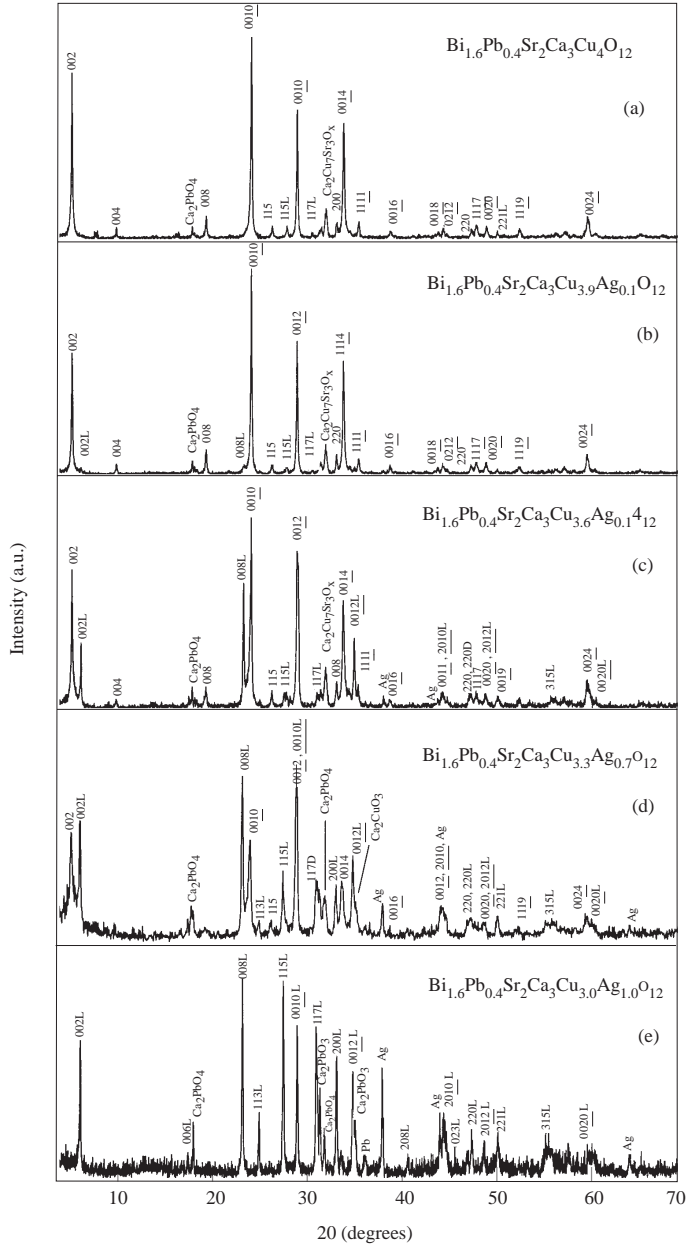 Intensity (a.u.)
Bi1.6Pb0.4Sr2Ca3Cu4O12
(a)
002
004
Ca2PbO4
008
0010
115
115L
0010
117L
Ca2Cu7Sr3Ox
200
0014
1111
0016
0018
0212
220
1117
0020
221L
1119
0024
Bi1.6Pb0.4Sr2Ca3Cu3.9Ag0.1O12
(b)
002
002L
004
Ca2PbO4
008
008L
0010
115
115L
0012
117L
Ca2Cu7Sr3Ox
220
1114
1111
0016
0018
0212
220
1117
0020
1119
0024
Bi1.6Pb0.4Sr2Ca3Cu3.6Ag0.1412
(c)
002
002L
004
Ca2PbO4
008
008L
0010
115
115L
0012
117L
Ca2Cu7Sr3Ox
008
0014
0012L
1111
Ag
0016
Ag
0011 , 2010L
220, 220D
1117
0020 , 2012L
0019
315L
0024
0020L
Bi1.6Pb0.4Sr2Ca3Cu3.3Ag0.7O12
(d)
002
002L
Ca2PbO4
008L
0010
113L
115
115L
0012 , 0010L
117D
Ca2PbO4
200L
0014
0012L
Ca2CuO3
Ag
0016
0012, 2010, Ag
220, 220L
0020, 2012L
221L
1119
315L
0024
0020L
Ag
Bi1.6Pb0.4Sr2Ca3Cu3.0Ag1.0O12
(e)
002L
006L
Ca2PbO4
008L
113L
115L
0010 L
117L
Ca2PbO3
Ca2PbO4
200L
0012 L
Ca2PbO3
Pb
Ag
208L
Ag
2010 L
023L
220L
2012 L
221L
315L
0020 L
Ag
10 20 30 40 50 60 70
20 (degrees)